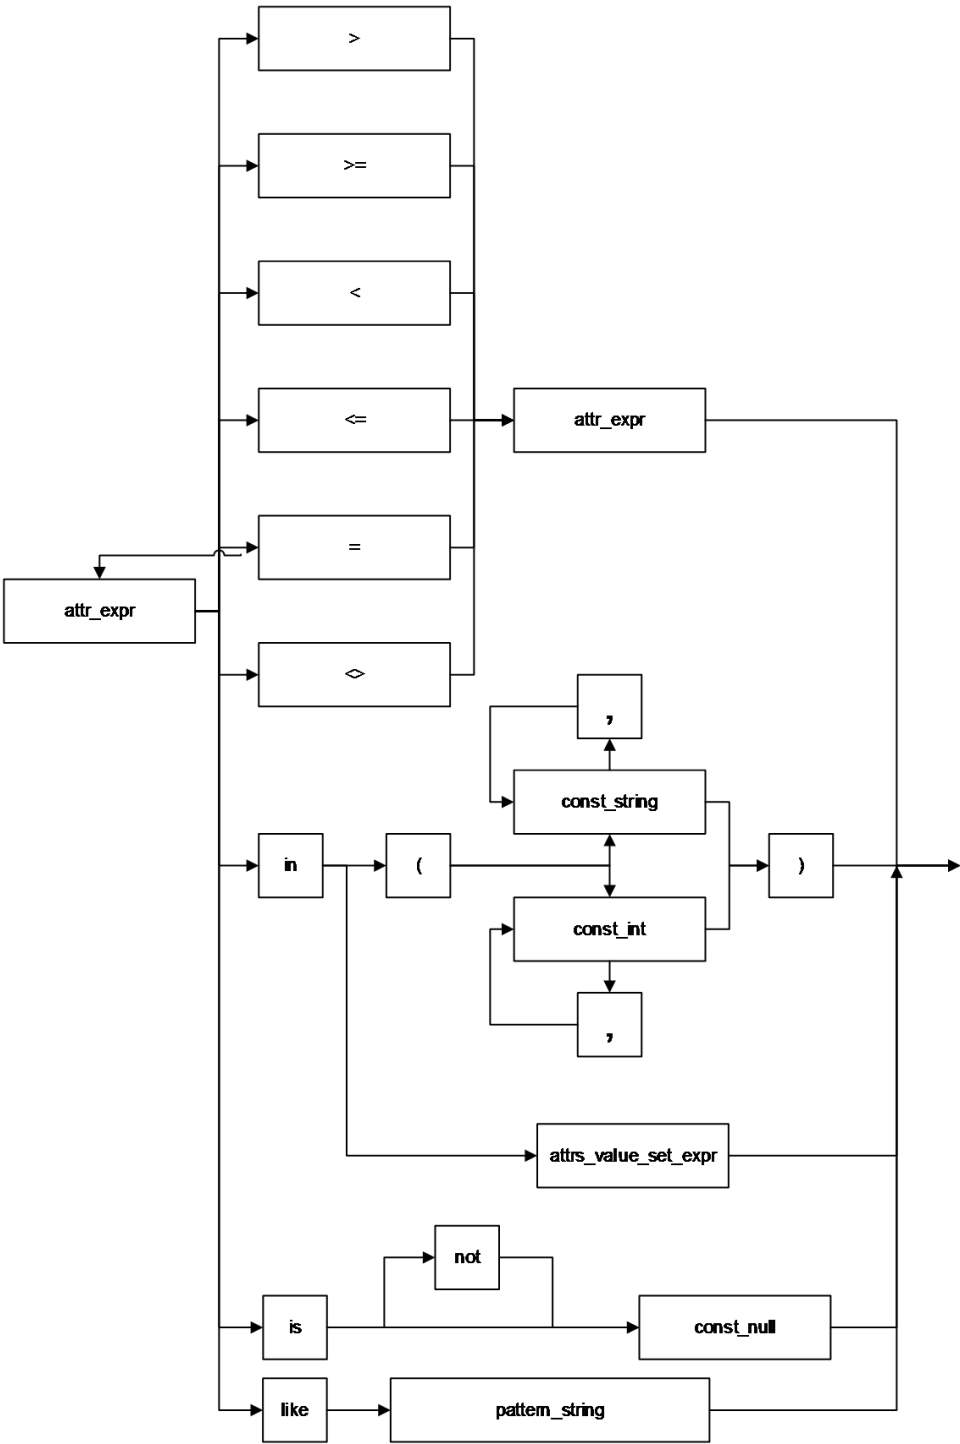 >
>=
<
<=
attr_expr
=
attr_expr
<>
,
const_string
in
(
)
const_int
,
attrs_value_set_expr
not
is
const_null
like
pattern_string